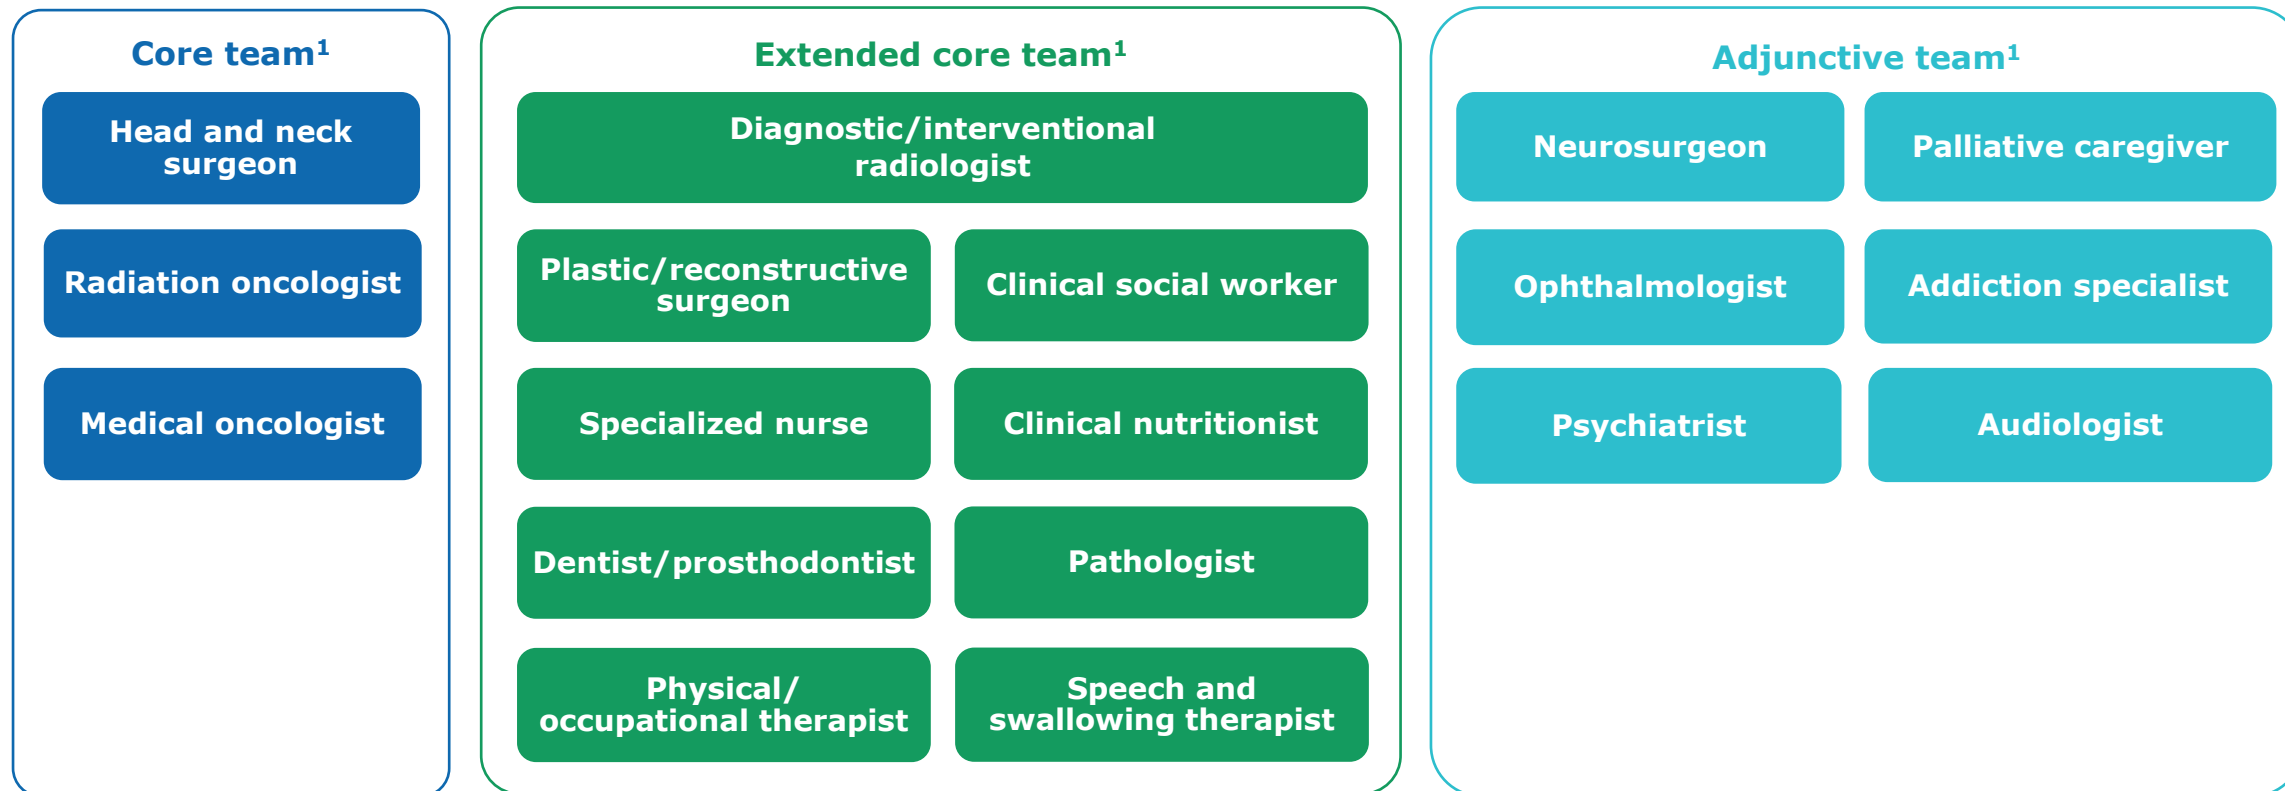 Core team¹
Head and neck
surgeon
Radiation oncologist
Medical oncologist
Extended core team¹
Diagnostic/interventional
radiologist
Plastic/reconstructive
surgeon
Clinical social worker
Specialized nurse
Clinical nutritionist
Dentist/prosthodontist
Pathologist
Physical/
occupational therapist
Speech and
swallowing therapist
Adjunctive team¹
Neurosurgeon
Palliative caregiver
Ophthalmologist
Addiction specialist
Psychiatrist
Audiologist